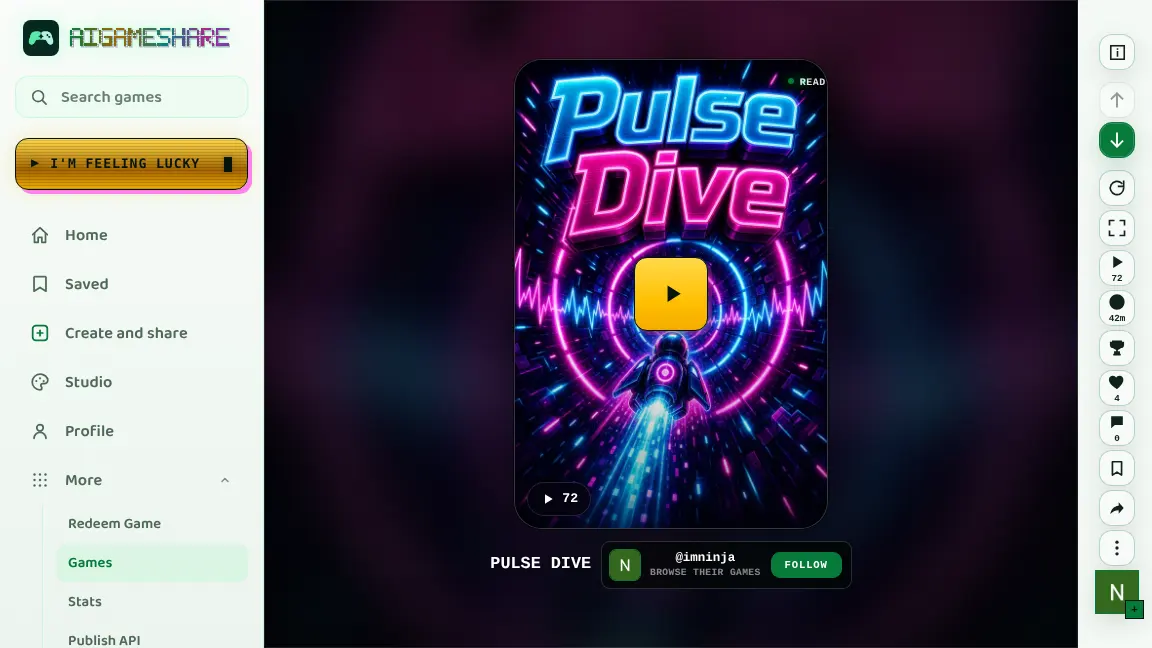 AIGAMESHARE
Search games
I'M FEELING LUCKY
Home
Saved
Create and share
Studio
Profile
More
Redeem Game
Games
Stats
Publish API
READ
Pulse
Dive
72
PULSE DIVE
N
@imninja
BROWSE THEIR GAMES
FOLLOW
72
42m
4
0
N
+